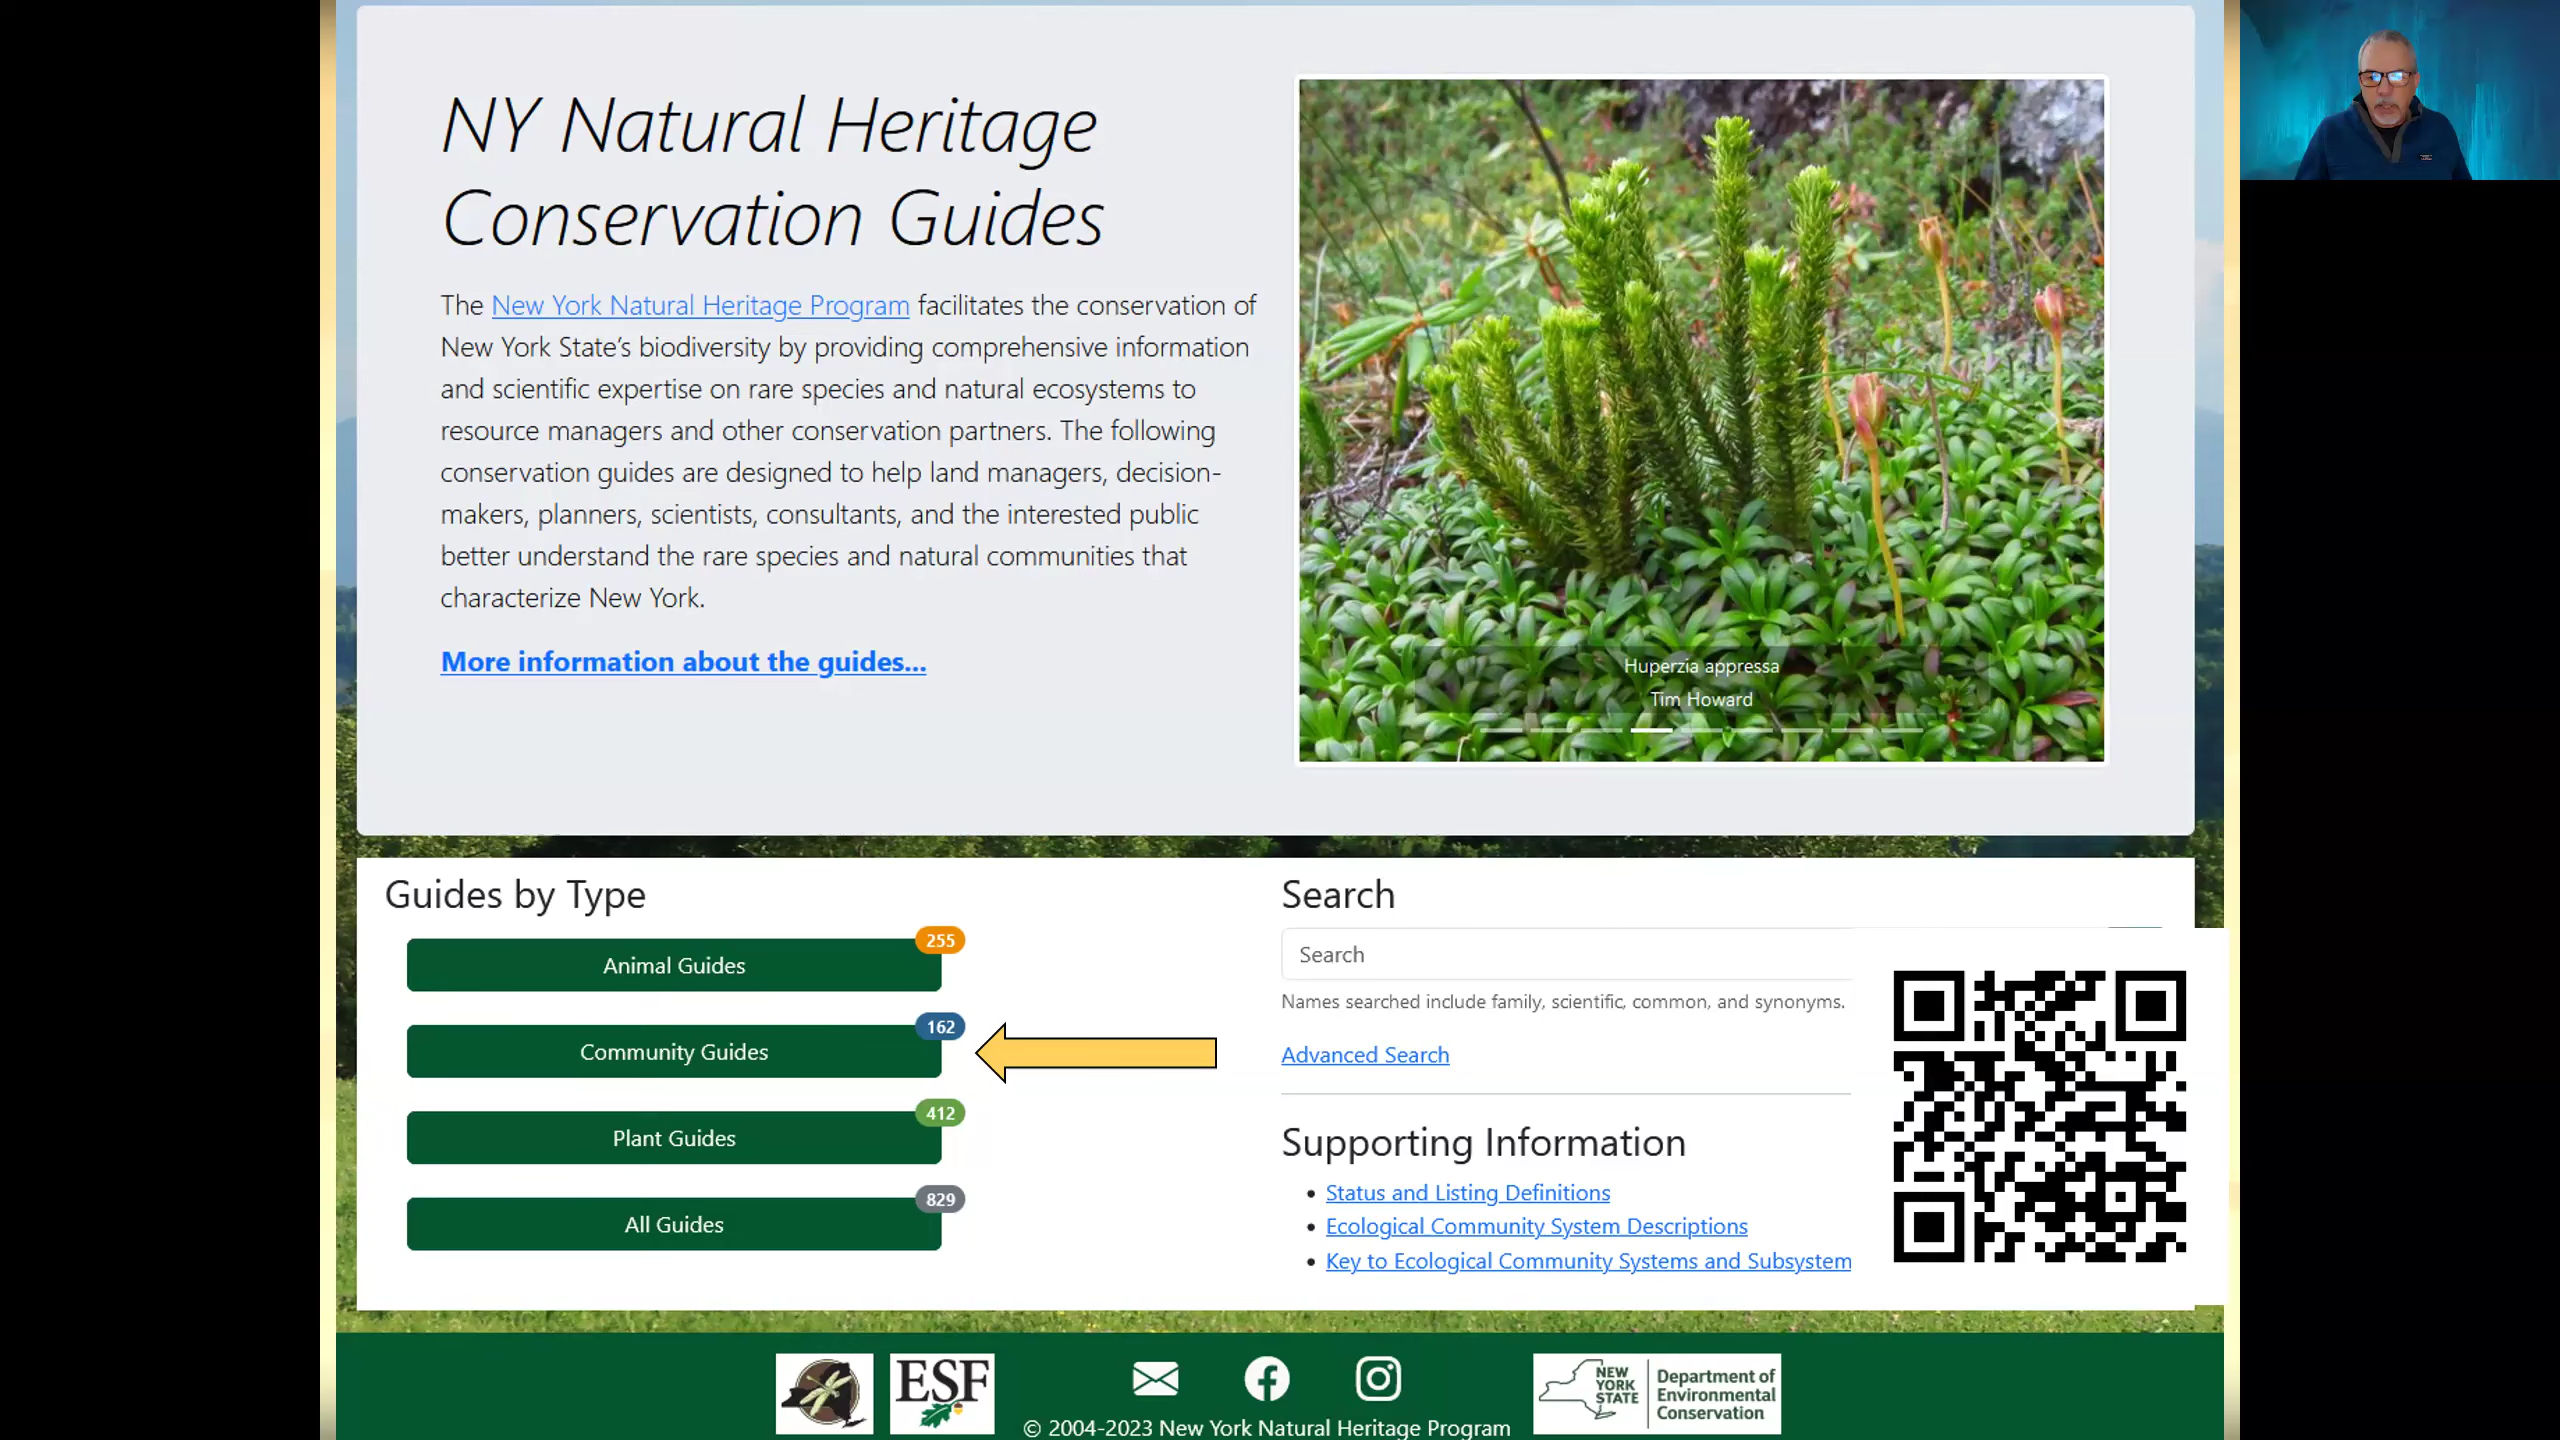 NY Natural Heritage
Conservation Guides
The New York Natural Heritage Program facilitates the conservation of
New York State’s biodiversity by providing comprehensive information
and scientific expertise on rare species and natural ecosystems to
resource managers and other conservation partners. The following
conservation guides are designed to help land managers, decision-
makers, planners, scientists, consultants, and the interested public
better understand the rare species and natural communities that
characterize New York.
More information about the guides...
Huperzia appressa
Tim Howard
Guides by Type
255
Animal Guides
162
Community Guides
412
Plant Guides
829
All Guides
Search
Search
Names searched include family, scientific, common, and synonyms.
Advanced Search
Supporting Information
Status and Listing Definitions
Ecological Community System Descriptions
Key to Ecological Community Systems and Subsystem
ESF
© 2004-2023 New York Natural Heritage Program
NEW
YORK
STATE
Department of
Environmental
Conservation